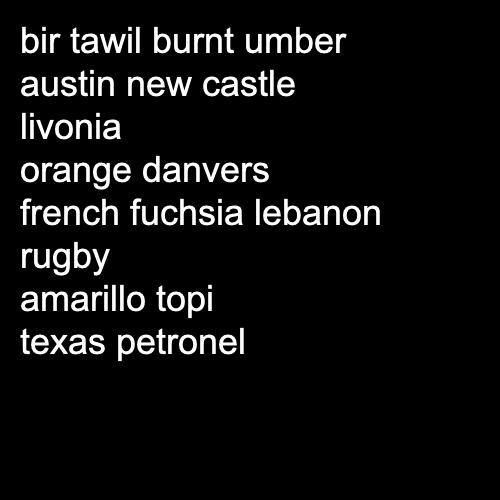 bir tawil burnt umber
austin new castle
livonia
orange danvers
french fuchsia lebanon
rugby
amarillo topi
texas petronel